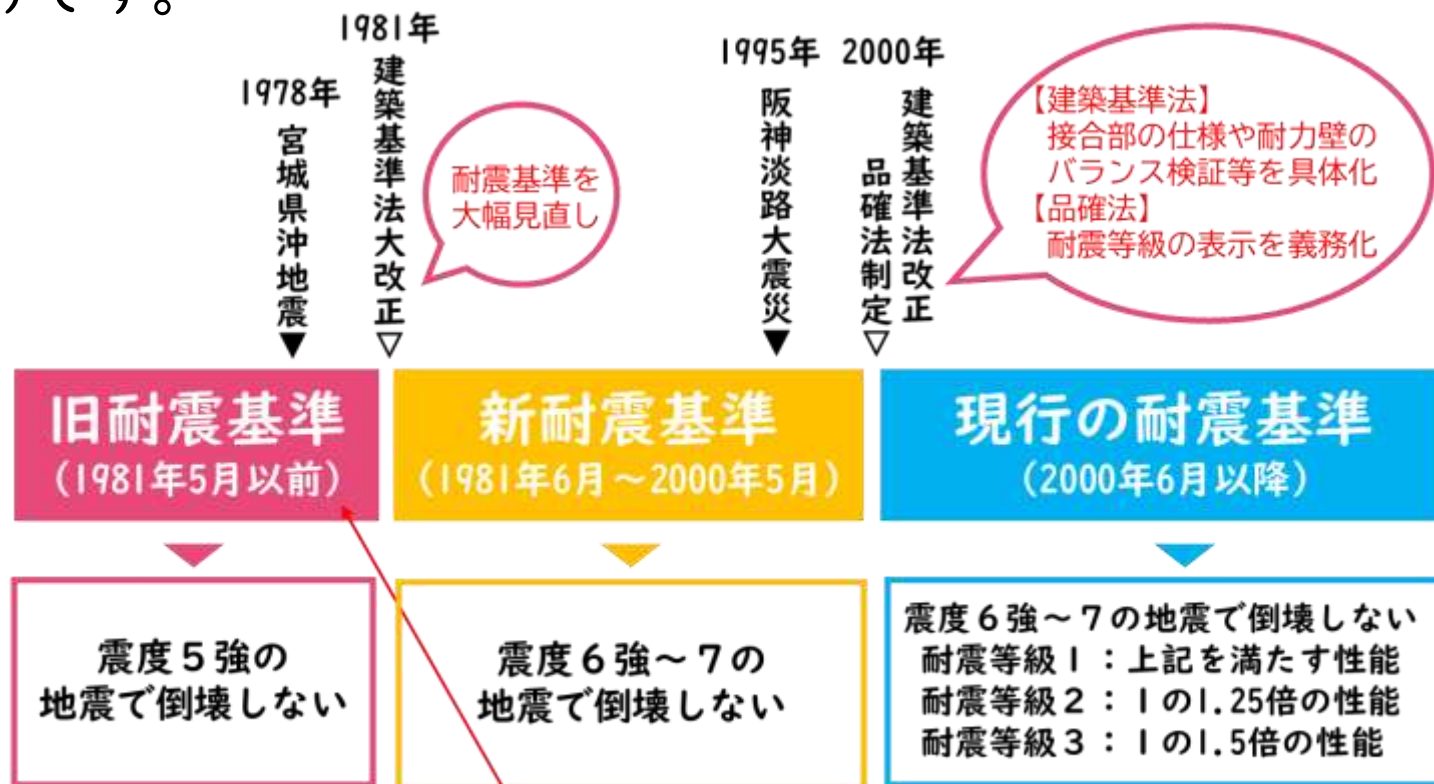 りです。
1978年
宮城県沖地震▼
1981年
建築基準法大改正▽
耐震基準を
大幅見直し
1995年
阪神淡路大震災▼
2000年
建築基準法改正
品確法制定▽
【建築基準法】
接合部の仕様や耐力壁の
バランス検証等を具体化
【品確法】
耐震等級の表示を義務化
旧耐震基準
(1981年5月以前)
新耐震基準
(1981年6月~2000年5月)
現行の耐震基準
(2000年6月以降)
震度5強の
地震で倒壊しない
震度6強~7の
地震で倒壊しない
震度6強~7の地震で倒壊しない
耐震等級1:上記を満たす性能
耐震等級2:1の1.25倍の性能
耐震等級3:1の1.5倍の性能